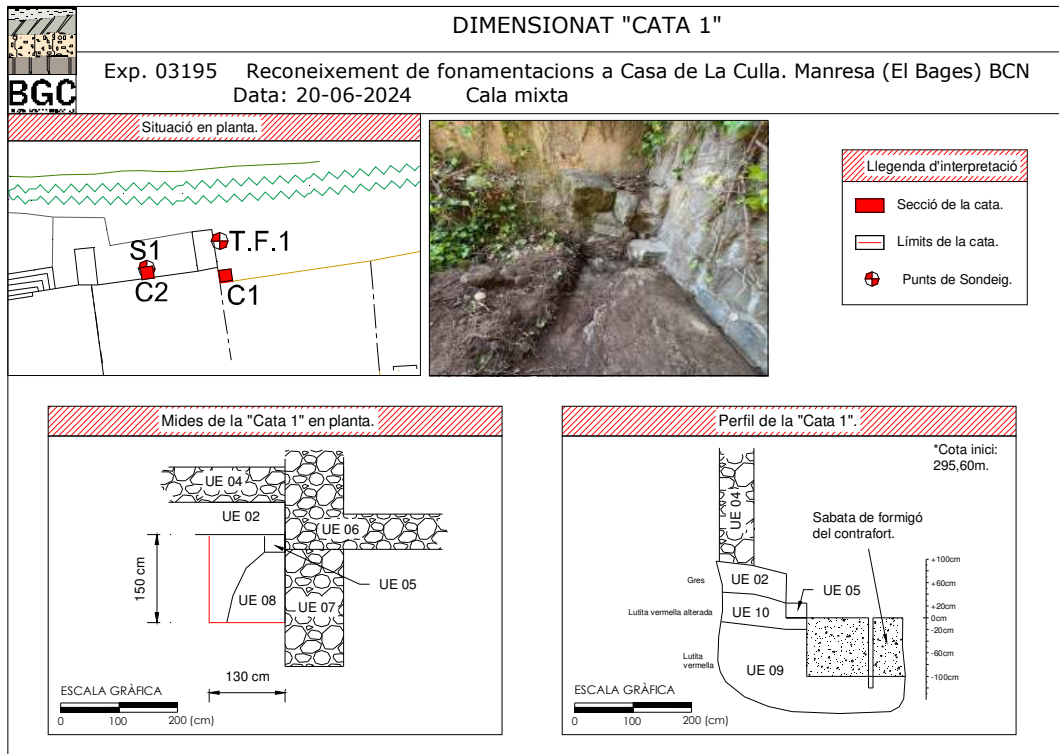 DIMENSIONAT "CATA 1"
BGC
Exp. 03195 Reconeixement de fonamentacions a Casa de La Culla. Manresa (El Bages) BCN
Data: 20-06-2024 Cala mixta
Situació en planta.
S1
T.F.1
C2
C1
Llegenda d'interpretació
Secció de la cata.
Límits de la cata.
Punts de Sondeig.
Mides de la "Cata 1" en planta.
UE 04
UE 02
UE 06
UE 05
UE 08
UE 07
150 cm
130 cm
ESCALA GRÀFICA
0 100 200 (cm)
Perfil de la "Cata 1".
*Cota inici:
295,60m.
UE 04
Sabata de formigó
del contrafort.
Gres
UE 02
UE 05
Lutita vermella alterada
UE 10
Lutita
vermella
UE 09
+100cm
+60cm
+20cm
0cm
-20cm
-60cm
-100cm
ESCALA GRÀFICA
0 100 200 (cm)